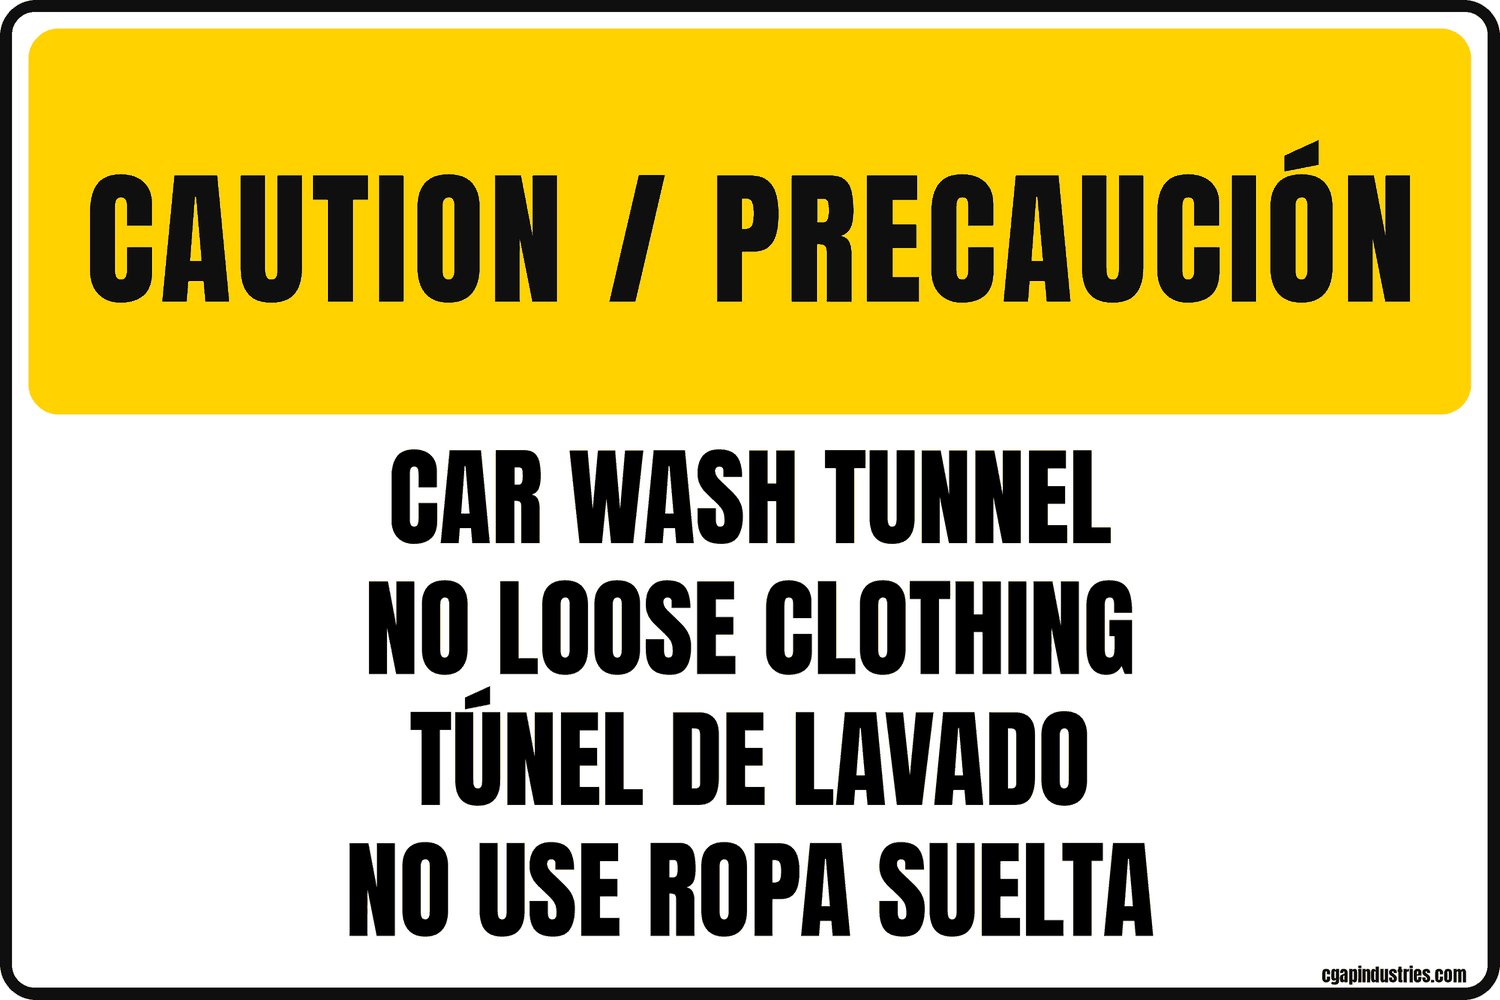 CAUTION / PRECAUCIÓN
CAR WASH TUNNEL
NO LOOSE CLOTHING
TÚNEL DE LAVADO
NO USE ROPA SUELTA
cgapindustries.com